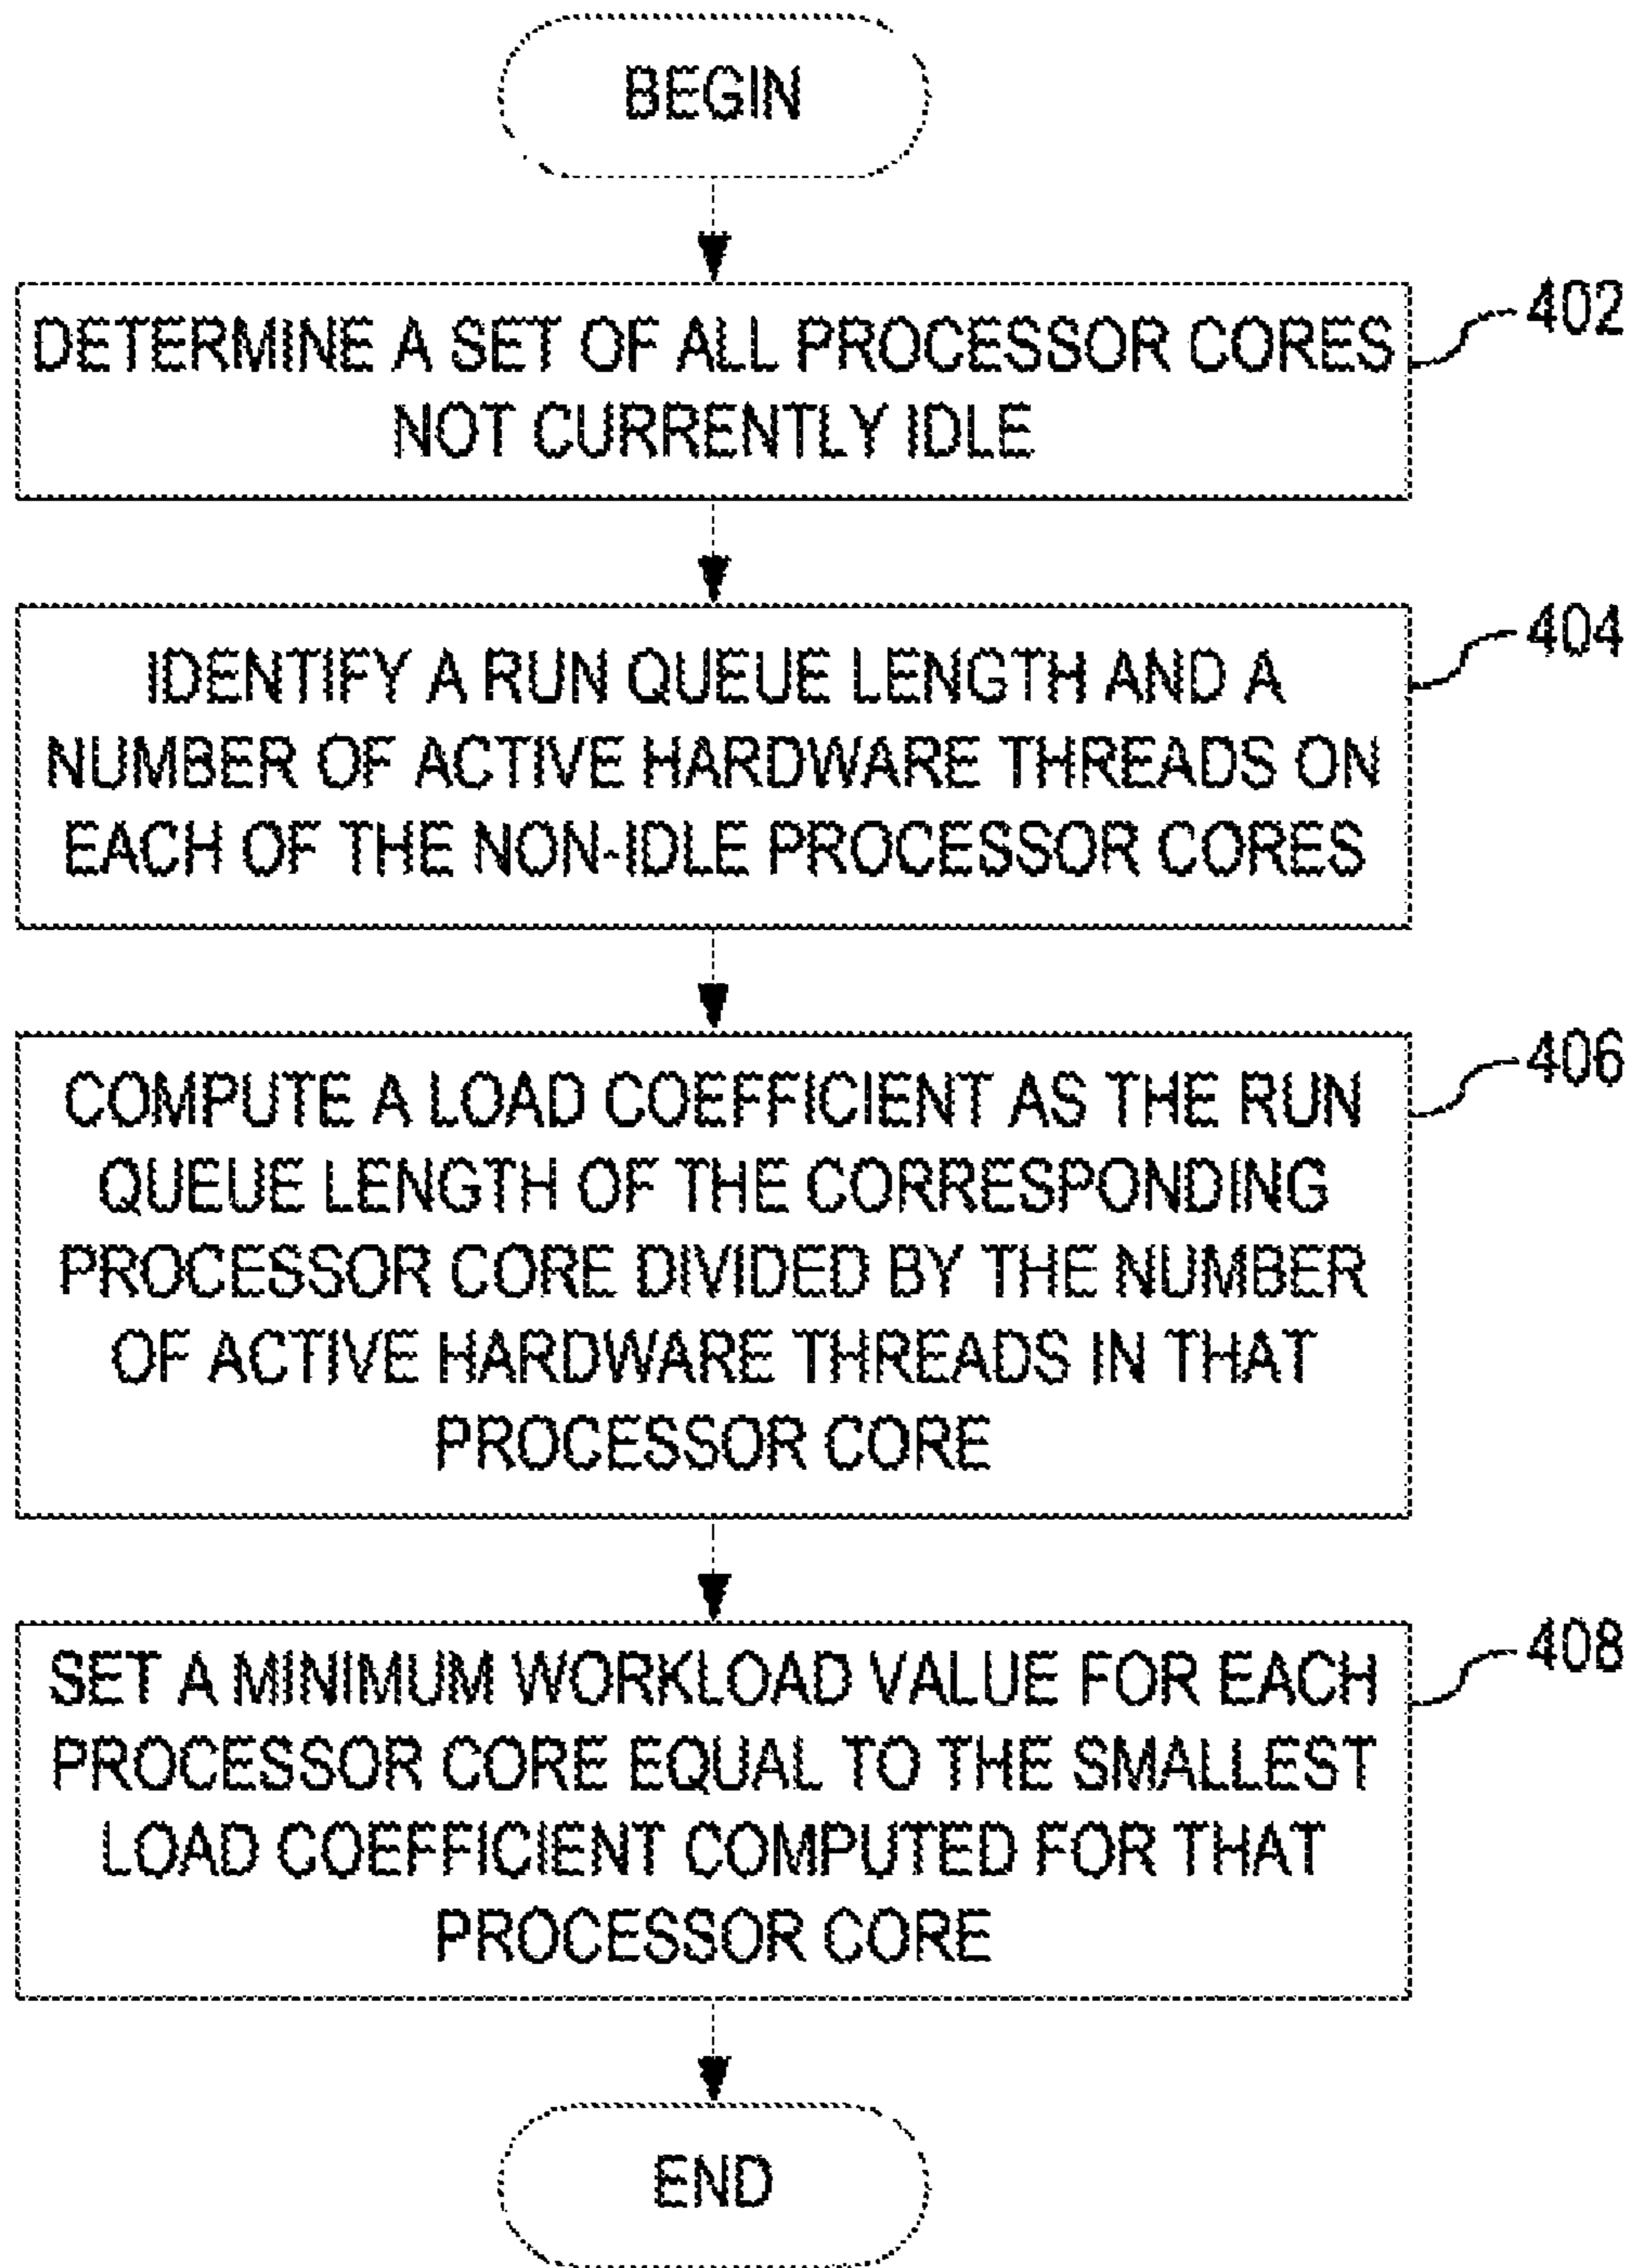 BEGIN
DETERMINE A SET OF ALL PROCESSOR CORES
NOT CURRENTLY IDLE
402
IDENTIFY A RUN QUEUE LENGTH AND A
NUMBER OF ACTIVE HARDWARE THREADS ON
EACH OF THE NON-IDLE PROCESSOR CORES
404
COMPUTE A LOAD COEFFICIENT AS THE RUN
QUEUE LENGTH OF THE CORRESPONDING
PROCESSOR CORE DIVIDED BY THE NUMBER
OF ACTIVE HARDWARE THREADS IN THAT
PROCESSOR CORE
406
SET A MINIMUM WORKLOAD VALUE FOR EACH
PROCESSOR CORE EQUAL TO THE SMALLEST
LOAD COEFFICIENT COMPUTED FOR THAT
PROCESSOR CORE
408
END